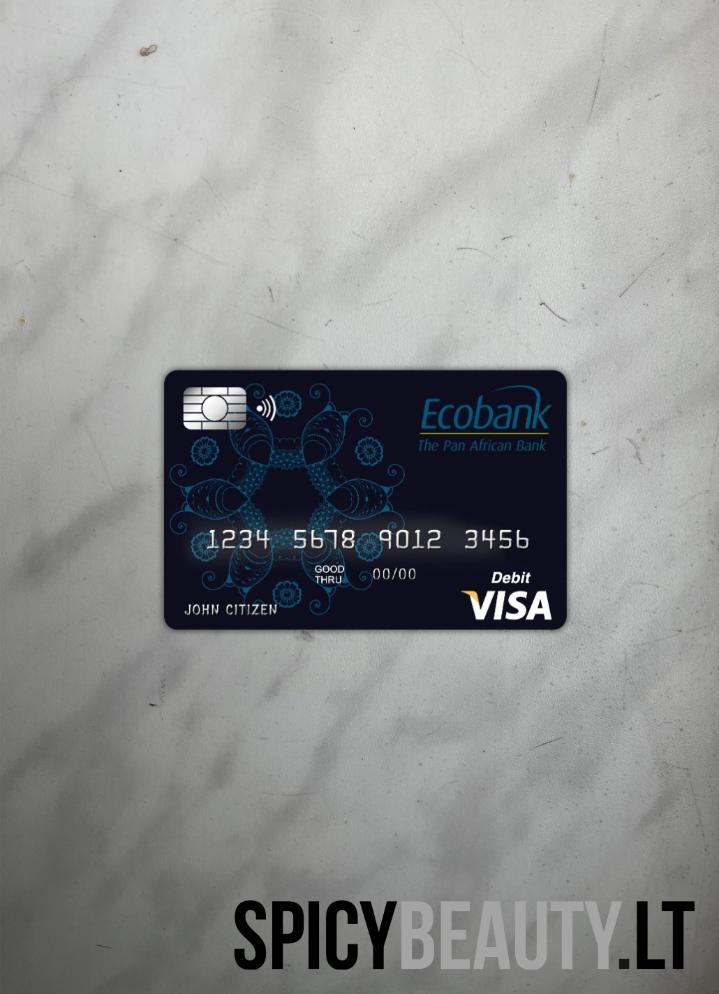 Ecobank
The Pan African Bank
1234 5678 9012 3456
GOOD
THRU 00/00
Debit
JOHN CITIZEN
VISA
SPICYBEAUTY.LT